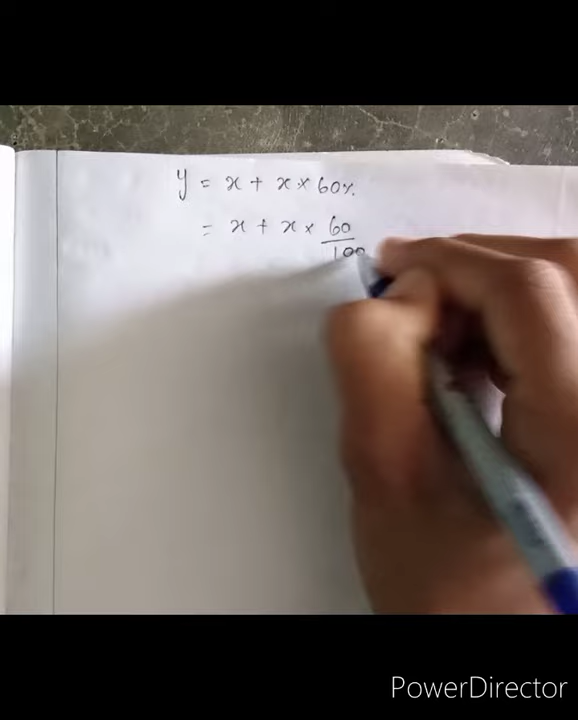 y = x + x × 60%
= x + x × 60/100
PowerDirector